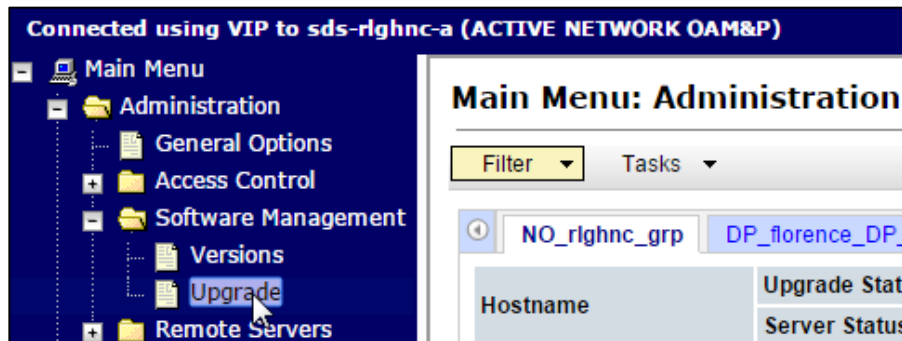 Connected using VIP to sds-rlghnc-a (ACTIVE NETWORK OAM&P)
Main Menu
Administration
General Options
Access Control
Software Management
Versions
Upgrade
Remote Servers
Main Menu: Administration
Filter Tasks
NO_rlghnc_grp DP_florence_DP_
Hostname
Upgrade Stat
Server Status